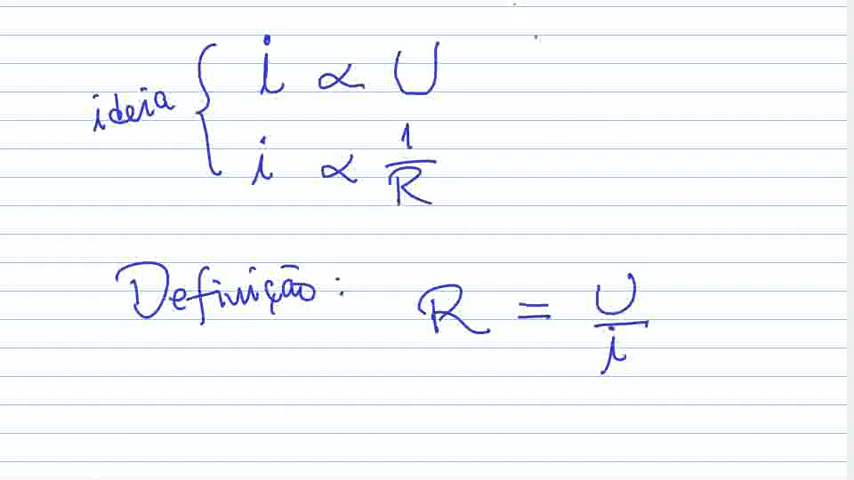 ideia { i ∝ U
i ∝ 1/R
Definição: R = U/i